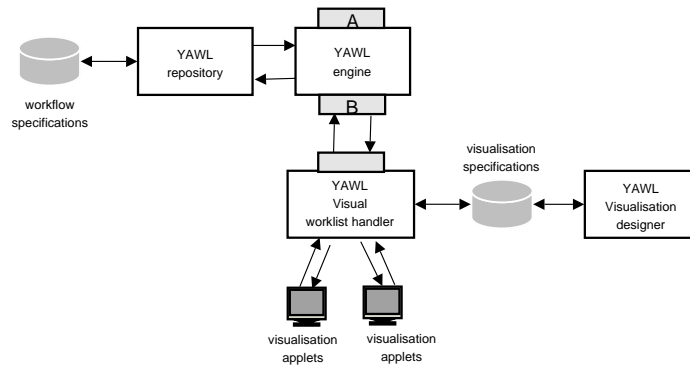 A
YAWL
repository
YAWL
engine
workflow
specifications
B
visualisation
specifications
YAWL
Visual
worklist handler
YAWL
Visualisation
designer
visualisation
applets
visualisation
applets